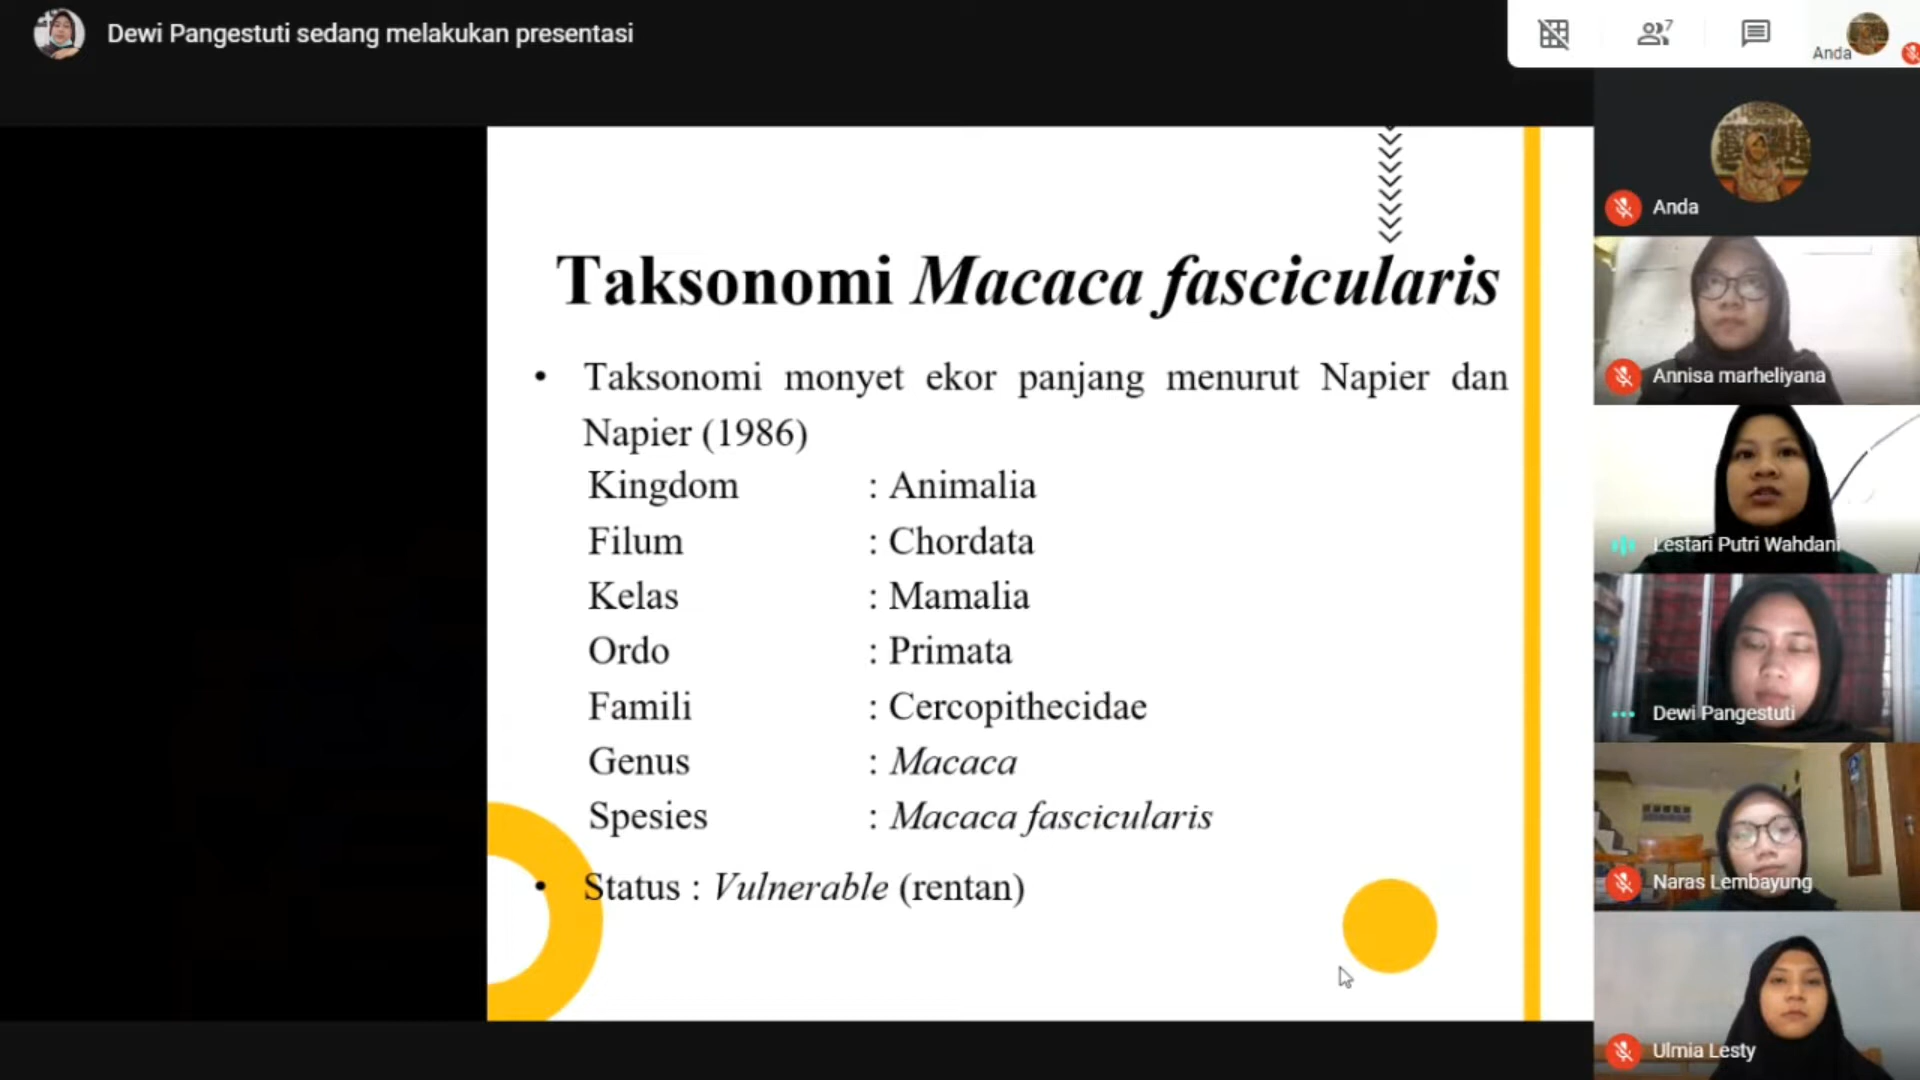 Dewi Pangestuti sedang melakukan presentasi
7
Anda
Taksonomi Macaca fascicularis
• Taksonomi monyet ekor panjang menurut Napier dan
Napier (1986)
Kingdom : Animalia
Filum : Chordata
Kelas : Mamalia
Ordo : Primata
Famili : Cercopithecidae
Genus : Macaca
Spesies : Macaca fascicularis
• Status : Vulnerable (rentan)
Anda
Annisa marheliyana
Lestari Putri Wahdani
Dewi Pangestuti
Naras Lembayung
Ulmia Lesty